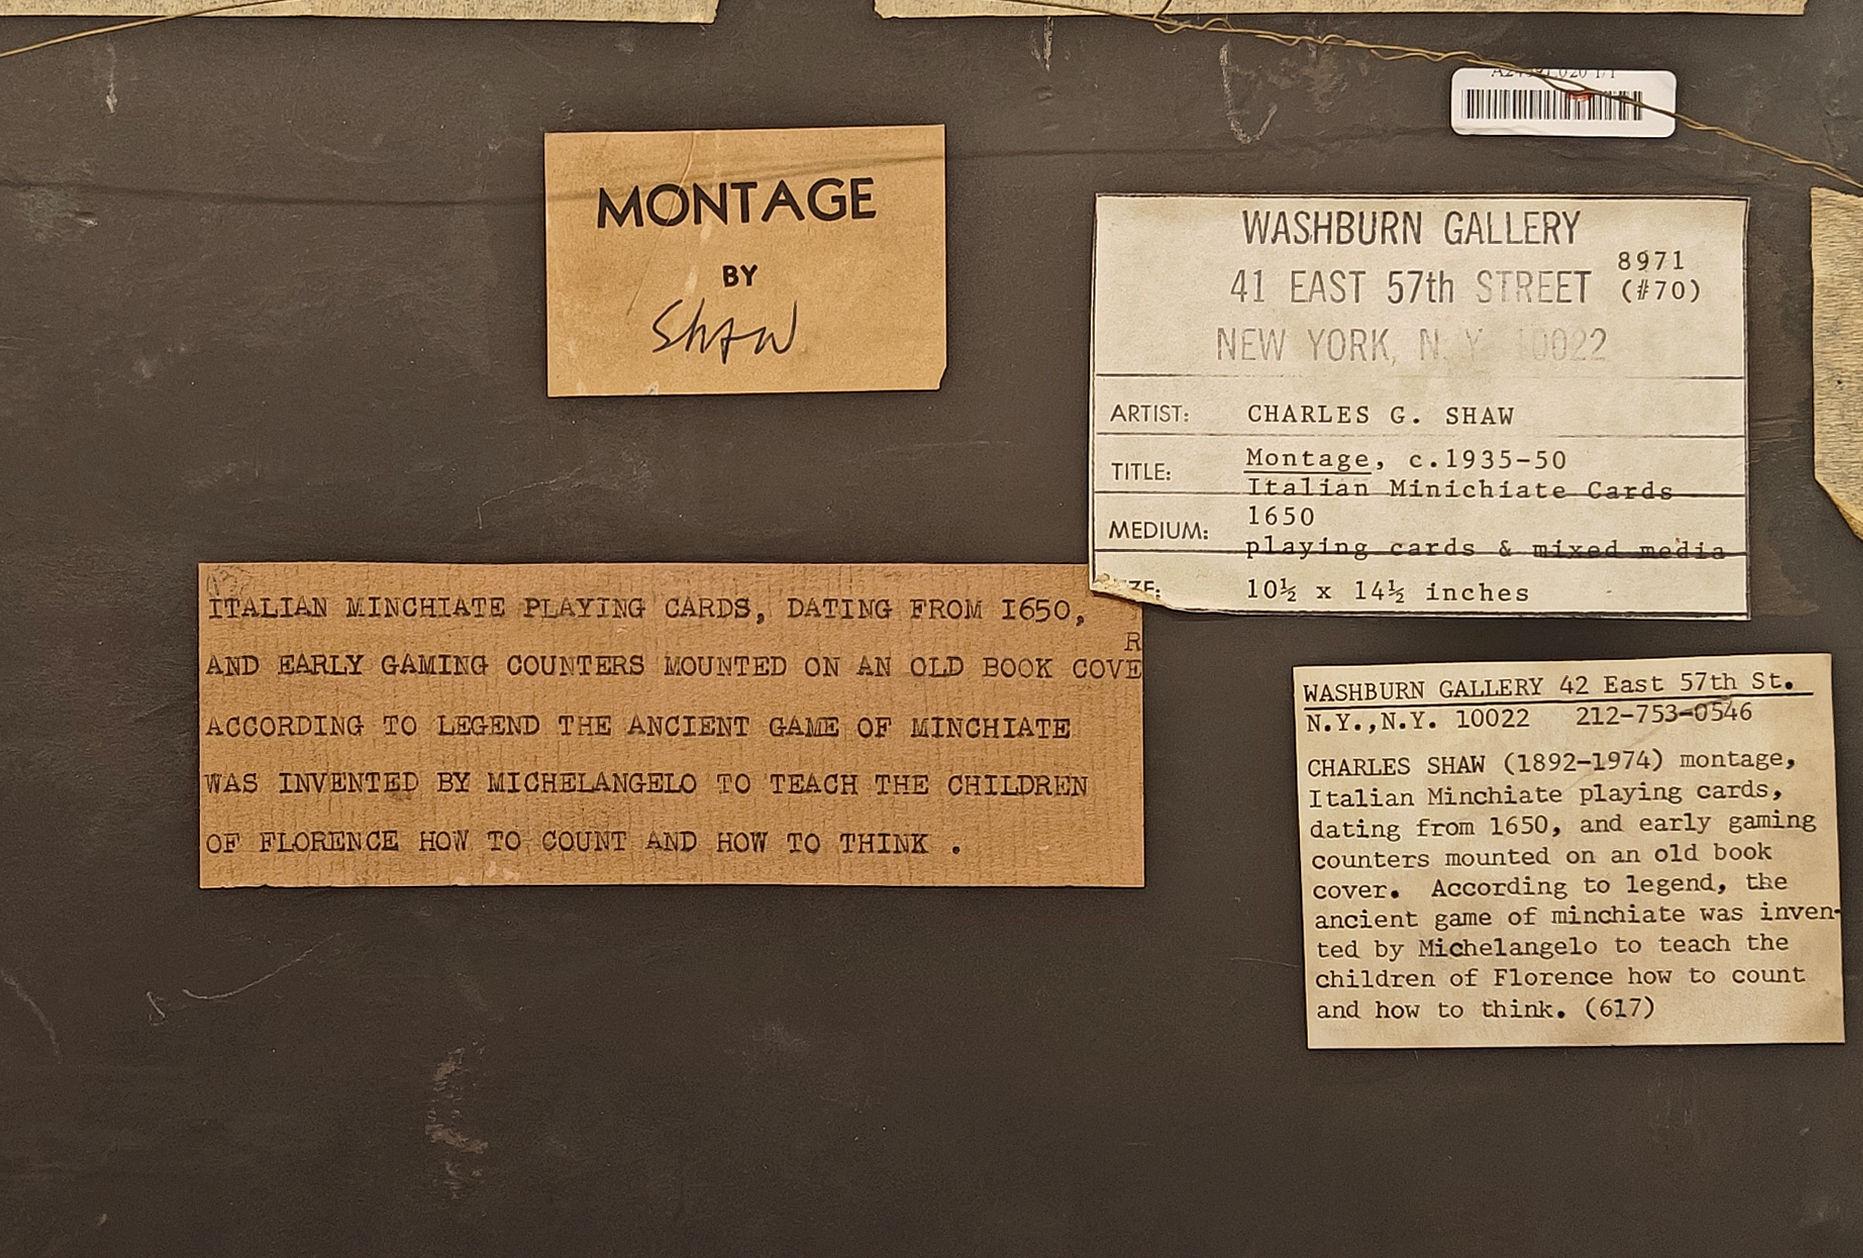 MONTAGE
BY
Shaw
WASHBURN GALLERY
41 EAST 57th STREET
8971
(#70)
NEW YORK, N.Y. 10022
ARTIST: CHARLES G. SHAW
TITLE: Montage, c.1935-50
Italian Minichiate Cards
1650
MEDIUM:
playing cards & mixed media
ZE: 10½ x 14½ inches
ITALIAN MINCHIATE PLAYING CARDS, DATING FROM I650,
AND EARLY GAMING COUNTERS MOUNTED ON AN OLD BOOK COVER
ACCORDING TO LEGEND THE ANCIENT GAME OF MINCHIATE
WAS INVENTED BY MICHELANGELO TO TEACH THE CHILDREN
OF FLORENCE HOW TO COUNT AND HOW TO THINK .
WASHBURN GALLERY 42 East 57th St.
N.Y.,N.Y. 10022 212-753-0546
CHARLES SHAW (1892-1974) montage,
Italian Minchiate playing cards,
dating from 1650, and early gaming
counters mounted on an old book
cover. According to legend, the
ancient game of minchiate was inven-
ted by Michelangelo to teach the
children of Florence how to count
and how to think. (617)